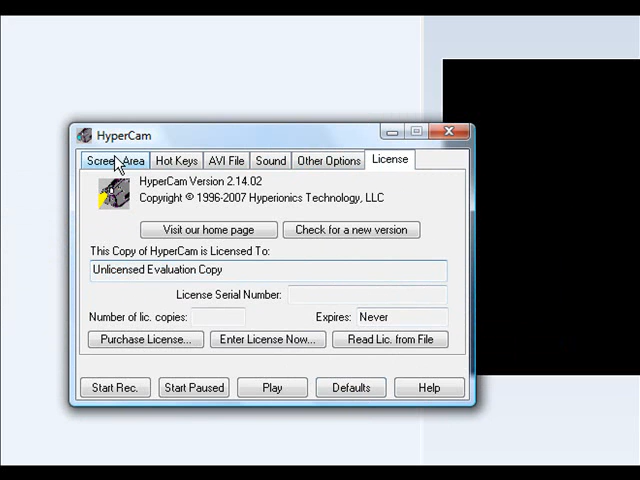 HyperCam
Screen Area Hot Keys AVI File Sound Other Options License
HyperCam Version 2.14.02
Copyright © 1996-2007 Hyperionics Technology, LLC
Visit our home page Check for a new version
This Copy of HyperCam is Licensed To:
Unlicensed Evaluation Copy
License Serial Number:
Number of lic. copies: Expires: Never
Purchase License... Enter License Now... Read Lic. from File
Start Rec. Start Paused Play Defaults Help